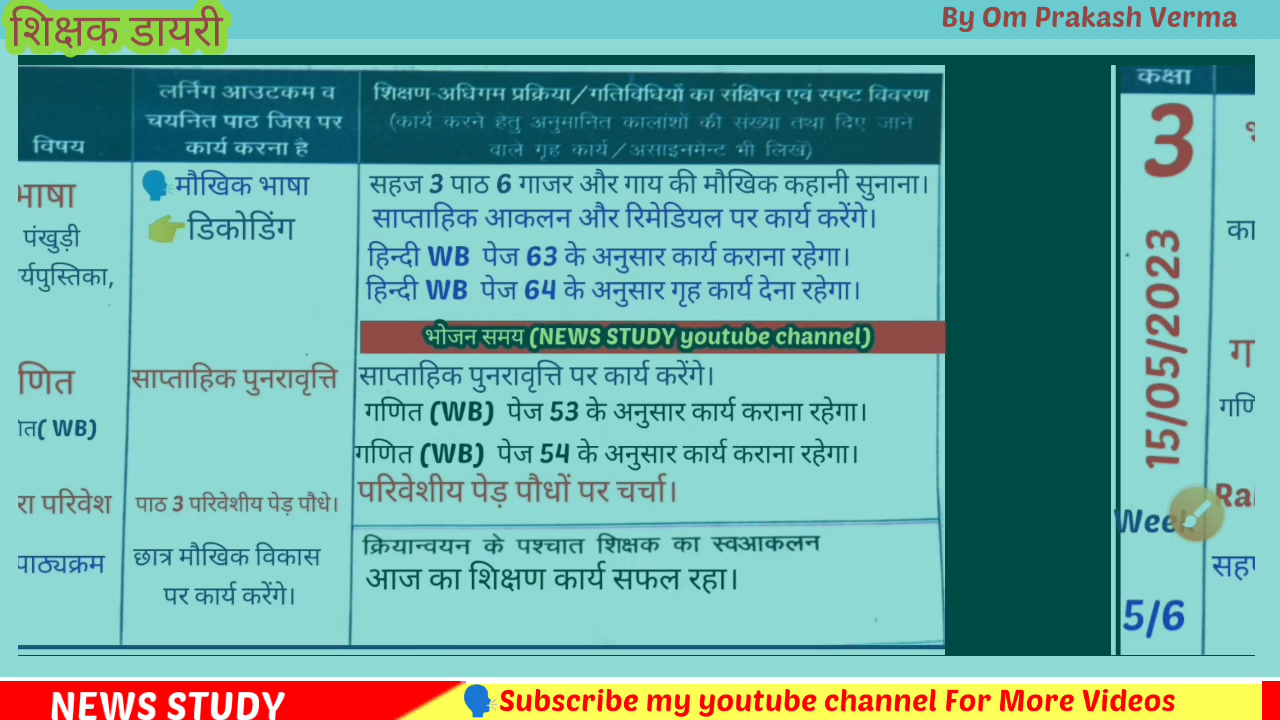 शिक्षक डायरी
By Om Prakash Verma
विषय
लर्निंग आउटकम व
चयनित पाठ जिस पर
कार्य करना है
शिक्षण-अधिगम प्रक्रिया/गतिविधियों का संक्षिप्त एवं स्पष्ट विवरण
(कार्य करने हेतु अनुमानित कालांशों की संख्या तथा दिए जाने
वाले गृह कार्य/असाइनमेन्ट भी लिखें)
भाषा
पंखुड़ी
र्यपुस्तिका,
🗣️मौखिक भाषा
👉डिकोडिंग
सहज 3 पाठ 6 गाजर और गाय की मौखिक कहानी सुनाना।
साप्ताहिक आकलन और रिमेडियल पर कार्य करेंगे।
हिन्दी WB पेज 63 के अनुसार कार्य कराना रहेगा।
हिन्दी WB पेज 64 के अनुसार गृह कार्य देना रहेगा।
भोजन समय (NEWS STUDY youtube channel)
णित
त( WB)
साप्ताहिक पुनरावृत्ति
साप्ताहिक पुनरावृत्ति पर कार्य करेंगे।
गणित (WB) पेज 53 के अनुसार कार्य कराना रहेगा।
गणित (WB) पेज 54 के अनुसार कार्य कराना रहेगा।
रा परिवेश
पाठ 3 परिवेशीय पेड़ पौधे।
परिवेशीय पेड़ पौधों पर चर्चा।
पाठ्यक्रम
छात्र मौखिक विकास
पर कार्य करेंगे।
क्रियान्वयन के पश्चात शिक्षक का स्वआकलन
आज का शिक्षण कार्य सफल रहा।
कक्षा
3
15/05/2023
Week
5/6
का
ग
गणि
Ra
सह
NEWS STUDY
🗣️Subscribe my youtube channel For More Videos